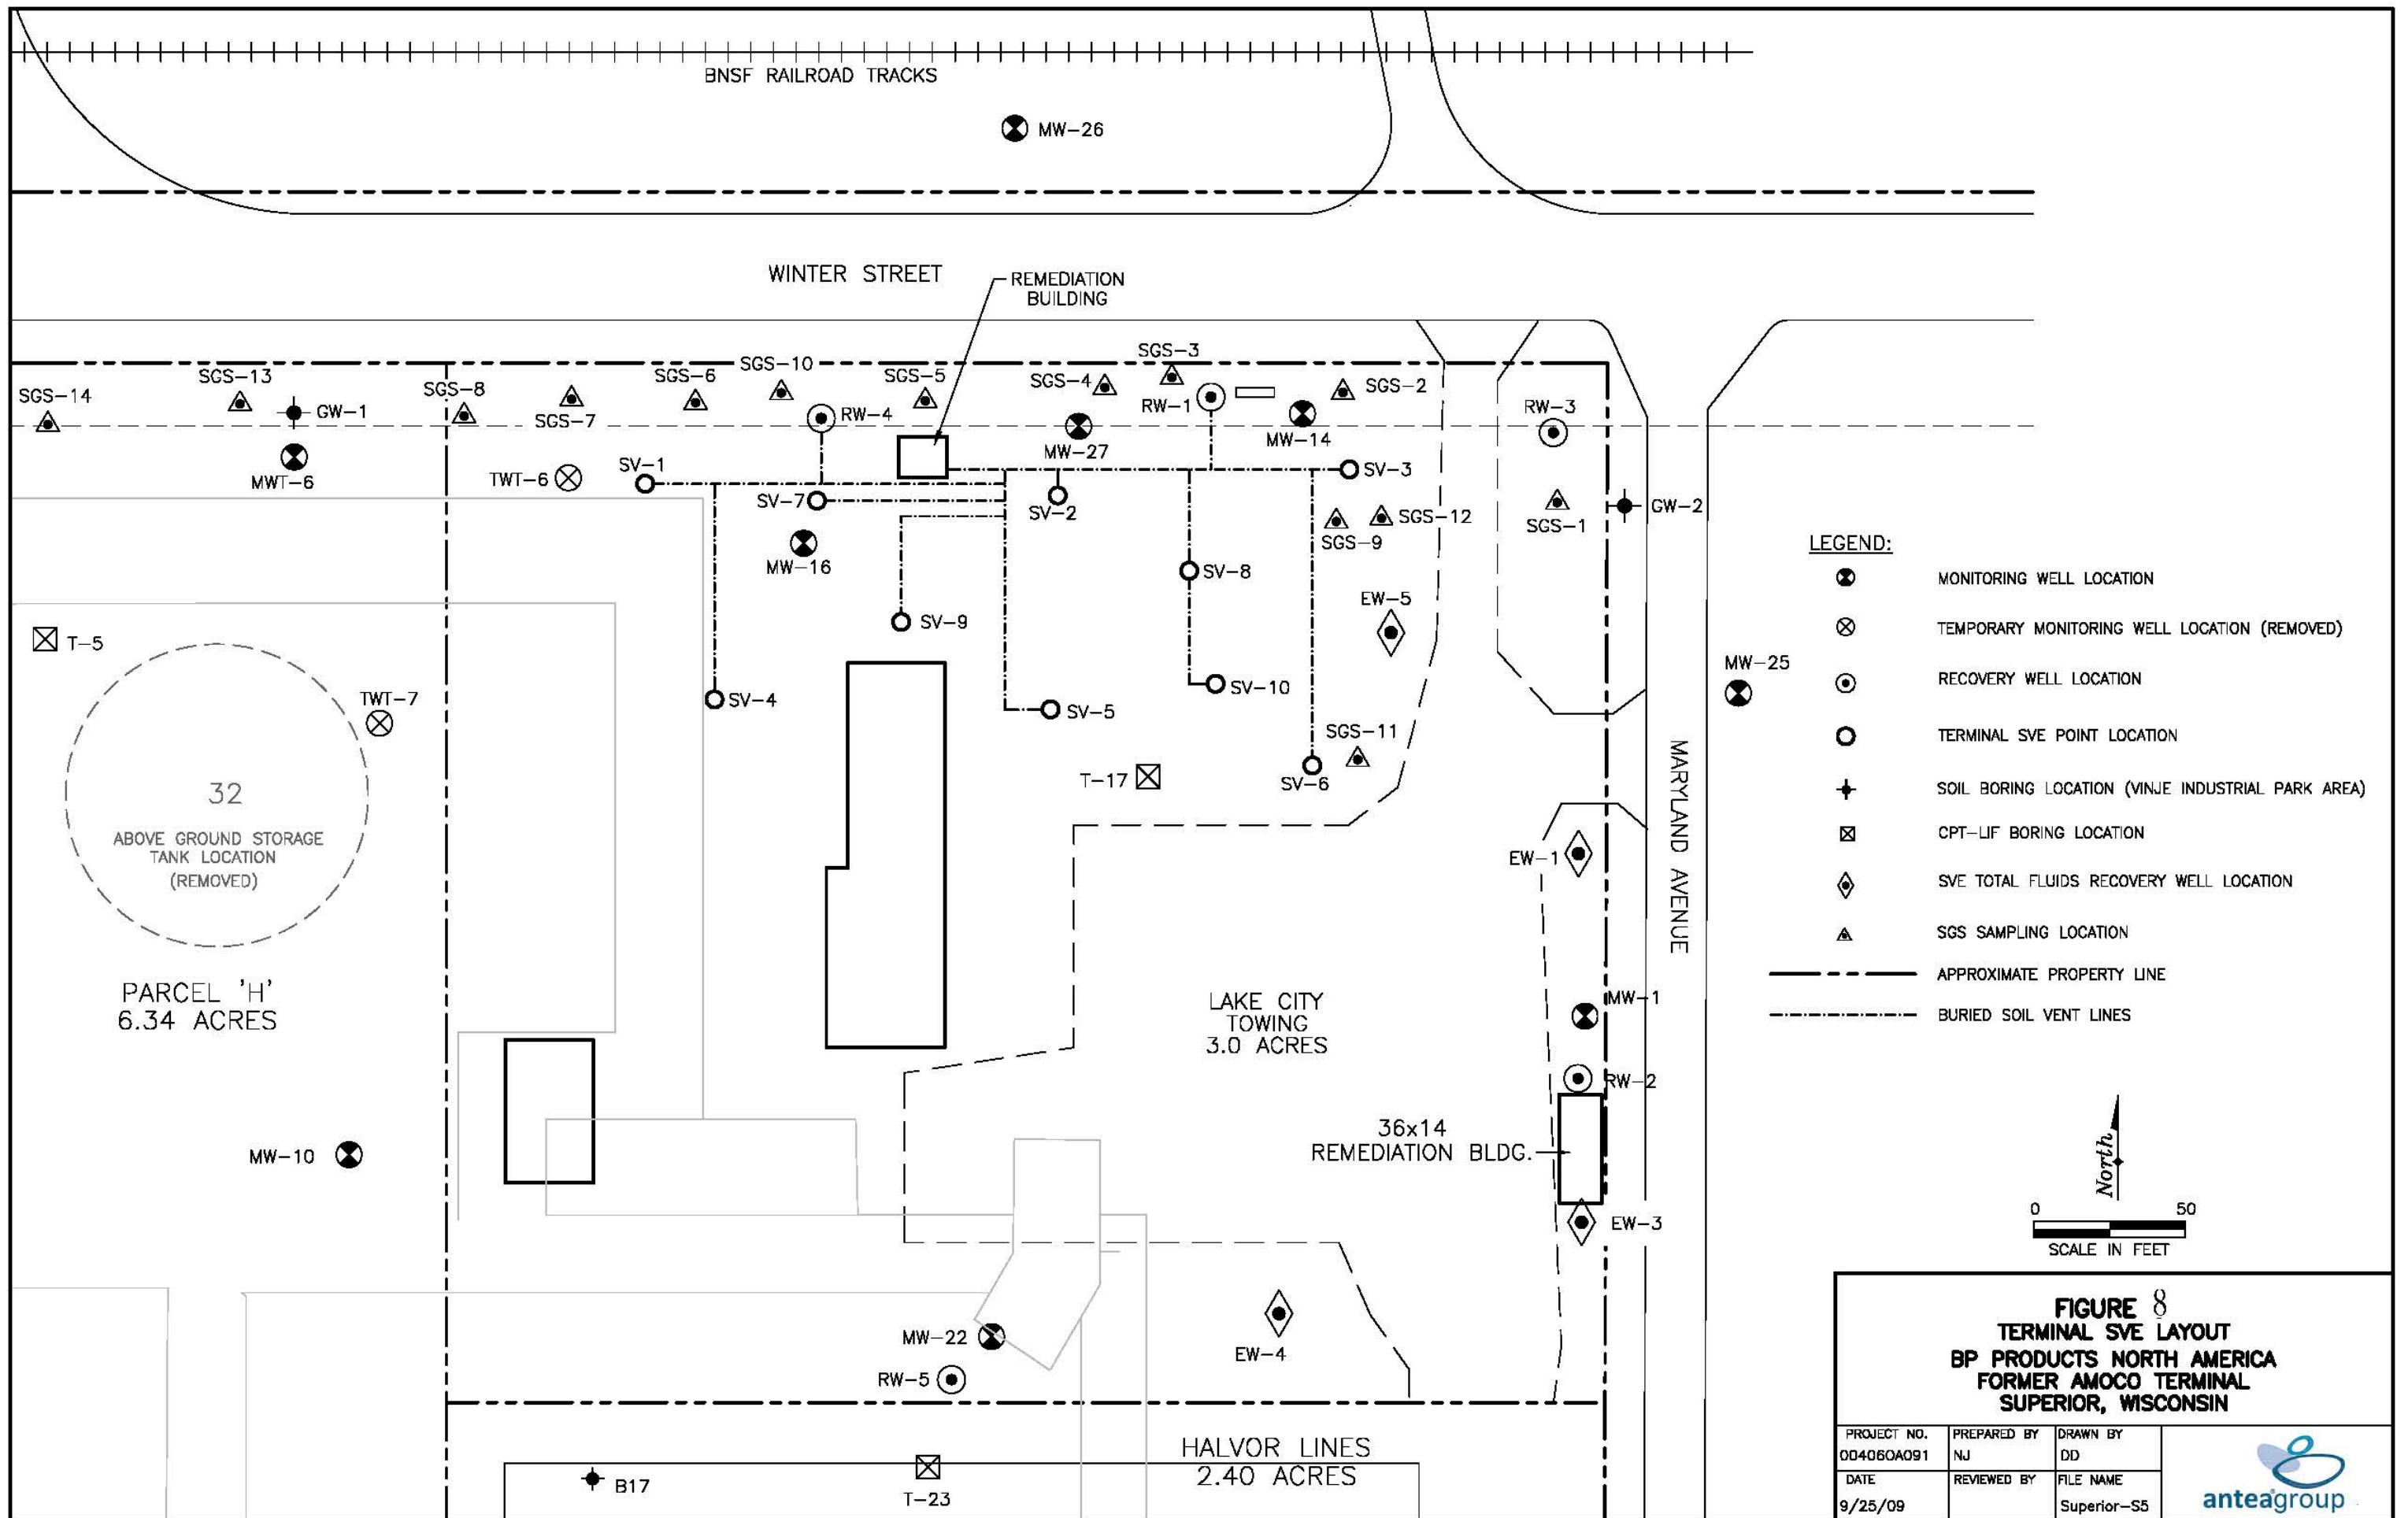 BNSF RAILROAD TRACKS
MW-26
WINTER STREET
REMEDIATION
BUILDING
SGS-14
SGS-13
GW-1
MWT-6
SGS-8
SGS-7
SGS-6
SGS-10
SGS-5
RW-4
SGS-4
SGS-3
RW-1
SGS-2
MW-27
MW-14
RW-3
TWT-6
SV-1
SV-7
SV-2
SV-3
MW-16
SGS-9
SGS-12
SGS-1
GW-2
SV-8
SV-9
EW-5
T-5
TWT-7
SV-4
SV-5
SV-10
MW-25
SGS-11
T-17
SV-6
32
ABOVE GROUND STORAGE
TANK LOCATION
(REMOVED)
EW-1
MARYLAND AVENUE
PARCEL 'H'
6.34 ACRES
LAKE CITY
TOWING
3.0 ACRES
MW-1
RW-2
36x14
REMEDIATION BLDG.
MW-10
EW-3
MW-22
EW-4
RW-5
HALVOR LINES
2.40 ACRES
B17
T-23
LEGEND:
MONITORING WELL LOCATION
TEMPORARY MONITORING WELL LOCATION (REMOVED)
RECOVERY WELL LOCATION
TERMINAL SVE POINT LOCATION
SOIL BORING LOCATION (VINJE INDUSTRIAL PARK AREA)
CPT-LIF BORING LOCATION
SVE TOTAL FLUIDS RECOVERY WELL LOCATION
SGS SAMPLING LOCATION
APPROXIMATE PROPERTY LINE
BURIED SOIL VENT LINES
North
0 50
SCALE IN FEET
FIGURE 8
TERMINAL SVE LAYOUT
BP PRODUCTS NORTH AMERICA
FORMER AMOCO TERMINAL
SUPERIOR, WISCONSIN
PROJECT NO. PREPARED BY DRAWN BY
004060A091 NJ DD
DATE REVIEWED BY FILE NAME
9/25/09 Superior-S5
anteagroup